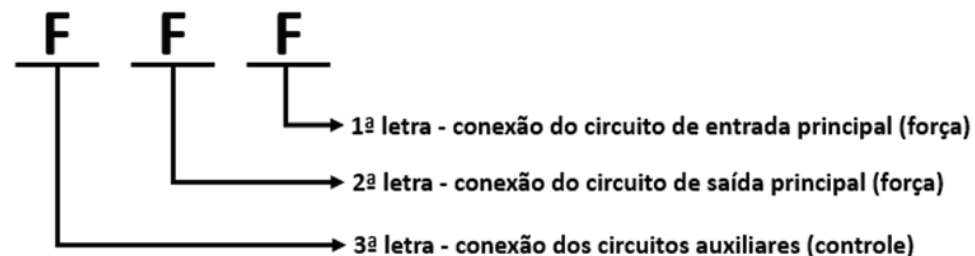 F F F
1ª letra - conexão do circuito de entrada principal (força)
2ª letra - conexão do circuito de saída principal (força)
3ª letra - conexão dos circuitos auxiliares (controle)